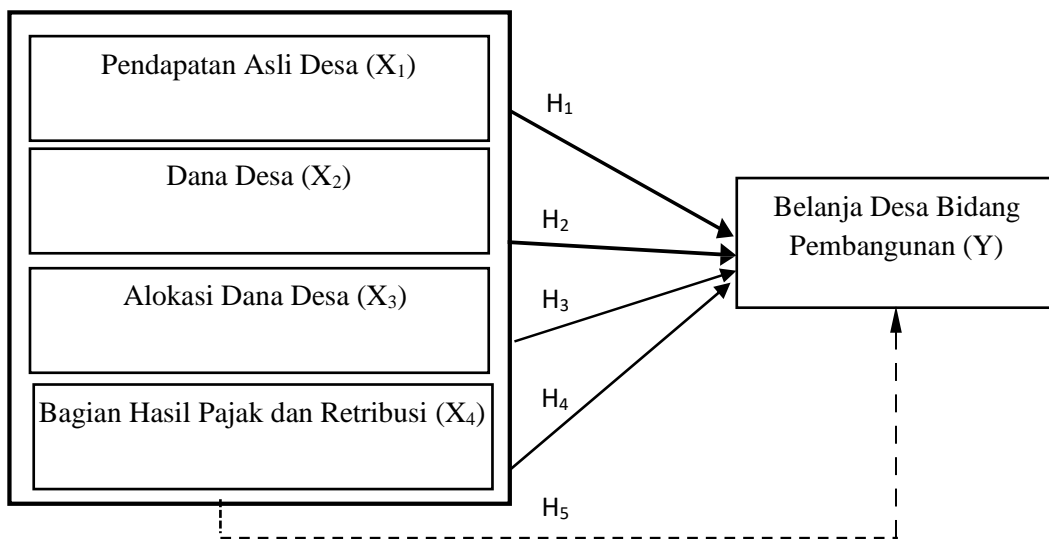 Pendapatan Asli Desa (X₁)
H₁
Dana Desa (X₂)
H₂
Belanja Desa Bidang
Pembangunan (Y)
Alokasi Dana Desa (X₃)
H₃
Bagian Hasil Pajak dan Retribusi (X₄)
H₄
H₅